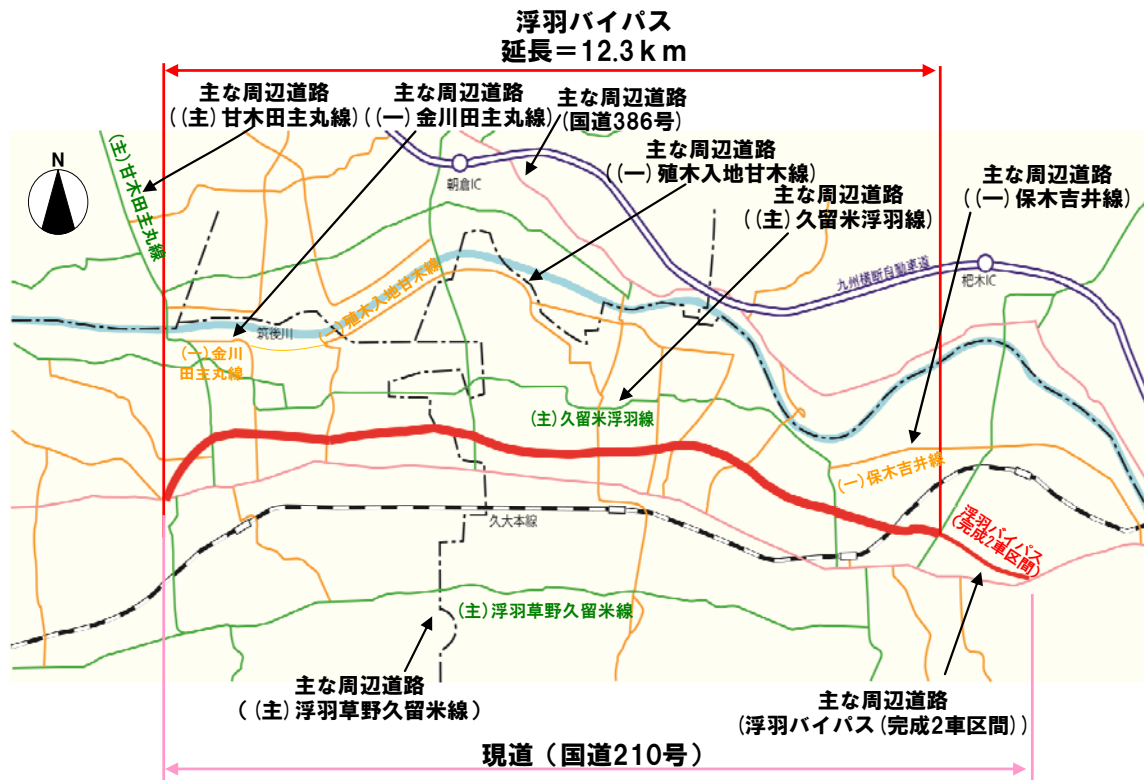 浮羽バイパス
延長=12.3km
主な周辺道路
((主)甘木田主丸線)
主な周辺道路
((一)金川田主丸線)
主な周辺道路
(国道386号)
主な周辺道路
((一)殖木入地甘木線)
主な周辺道路
((主)久留米浮羽線)
主な周辺道路
((一)保木吉井線)
N
(主)甘木田主丸線
朝倉IC
九州横断自動車道
杷木IC
筑後川
(一)殖木入地甘木線
(一)金川
田主丸線
(主)久留米浮羽線
(一)保木吉井線
久大本線
浮羽バイパス
(完成2車区間)
(主)浮羽草野久留米線
主な周辺道路
((主)浮羽草野久留米線)
主な周辺道路
(浮羽バイパス(完成2車区間))
現道(国道210号)